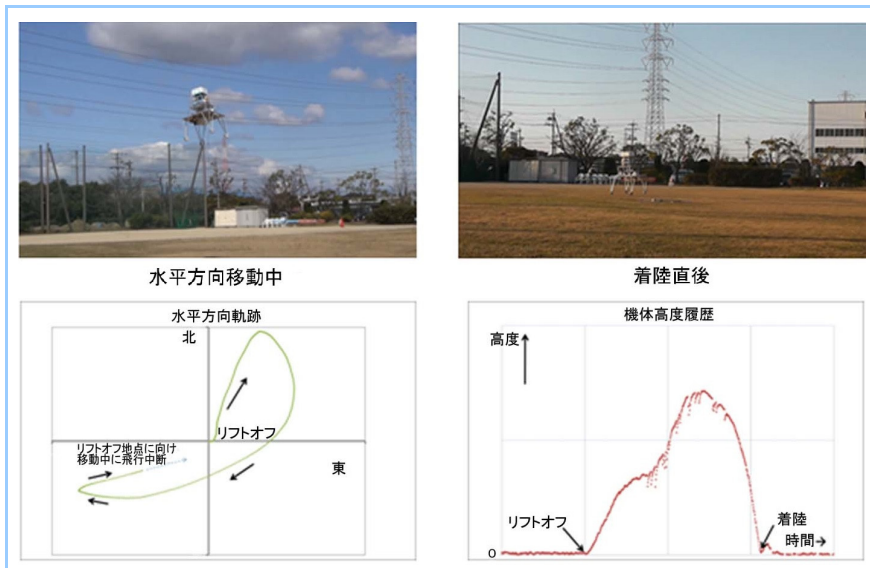 水平方向移動中
着陸直後
水平方向軌跡
北
リフトオフ
リフトオフ地点に向け
移動中に飛行中断
東
機体高度履歴
高度
リフトオフ
着陸
時間→
0